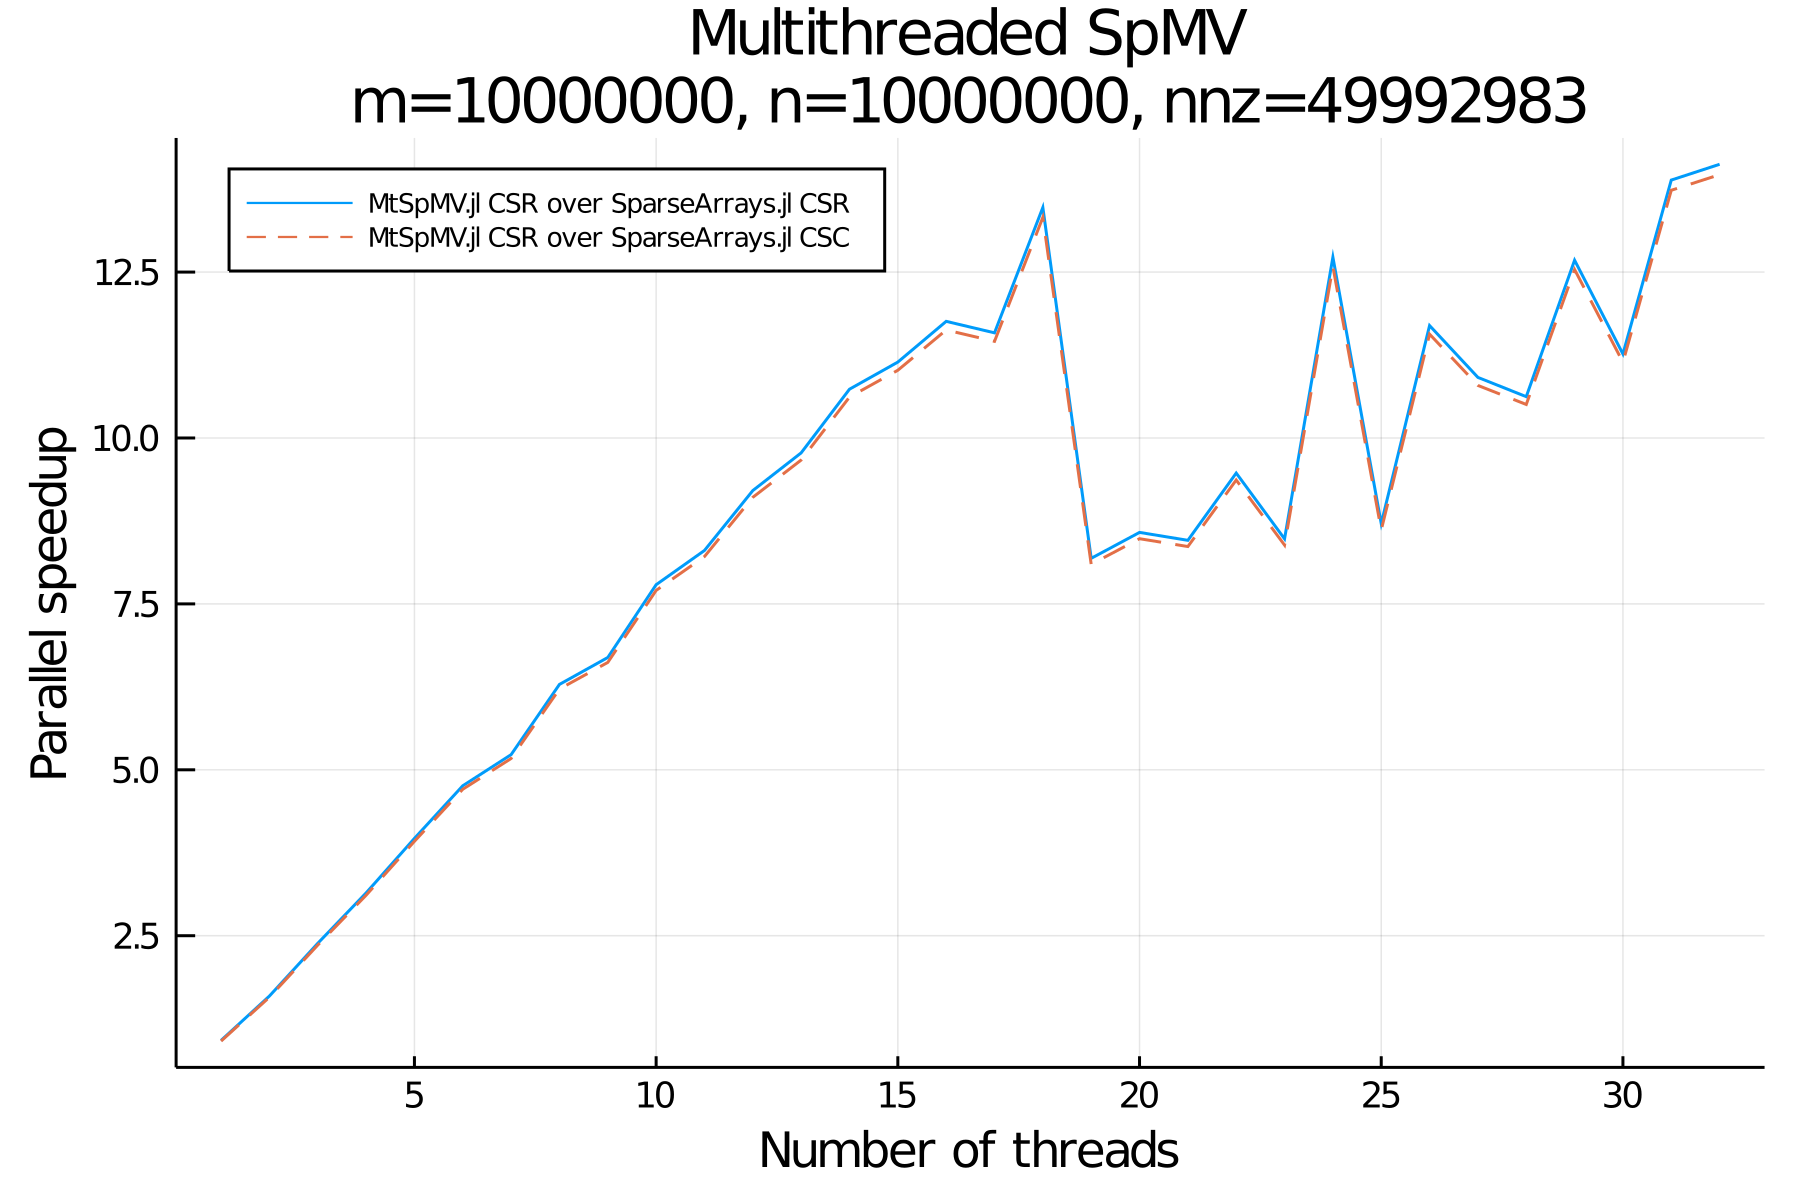 Multithreaded SpMV
m=10000000, n=10000000, nnz=49992983
MtSpMV.jl CSR over SparseArrays.jl CSR
MtSpMV.jl CSR over SparseArrays.jl CSC
12.5
10.0
7.5
5.0
2.5
Parallel speedup
5 10 15 20 25 30
Number of threads